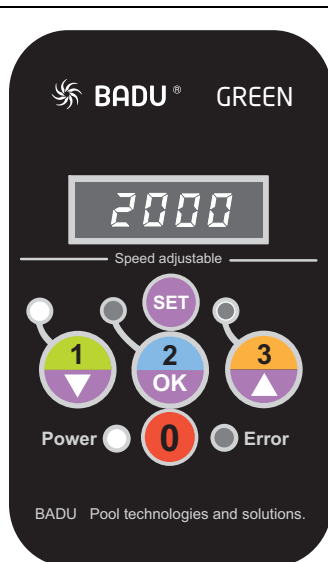 BADU® GREEN
2000
Speed adjustable
SET
1 2 3
OK
Power 0 Error
BADU Pool technologies and solutions.